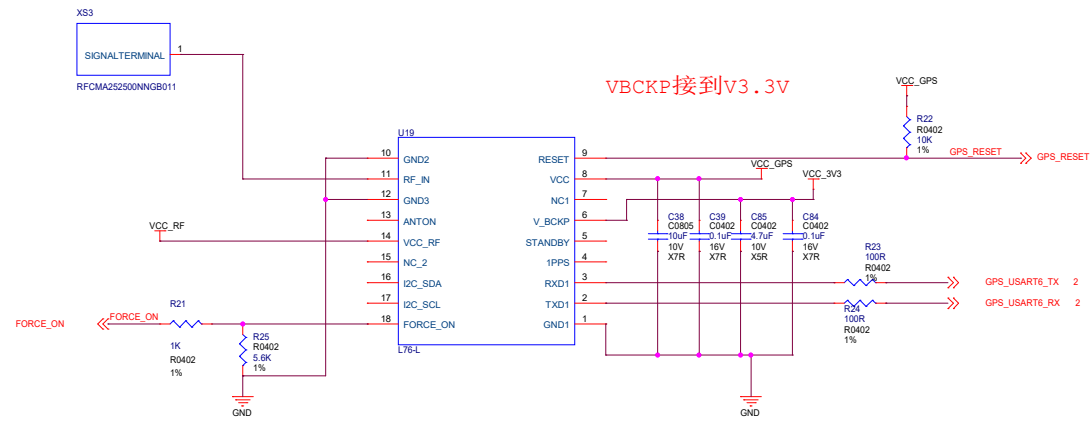 XS3
SIGNALTERMINAL
1
RFCMA252500NNGB011
VBCKP接到V3.3V
VCC_GPS
R22
R0402
10K
1%
GPS_RESET
GPS_RESET
U19
10
GND2
11
RF_IN
12
GND3
13
ANTON
14
VCC_RF
15
NC_2
16
I2C_SDA
17
I2C_SCL
18
FORCE_ON
RESET
9
VCC
8
NC1
7
V_BCKP
6
STANDBY
5
1PPS
4
RXD1
3
TXD1
2
GND1
1
L76-L
VCC_GPS
VCC_3V3
C38
C0805
10uF
10V
X7R
C39
C0402
0.1uF
16V
X7R
C85
C0402
4.7uF
10V
X5R
C84
C0402
0.1uF
16V
X7R
VCC_RF
R23
100R
R0402
1%
GPS_USART6_TX 2
GPS_USART6_RX 2
R24
100R
R0402
1%
FORCE_ON
FORCE_ON
R21
1K
R0402
1%
R25
R0402
5.6K
1%
GND
GND